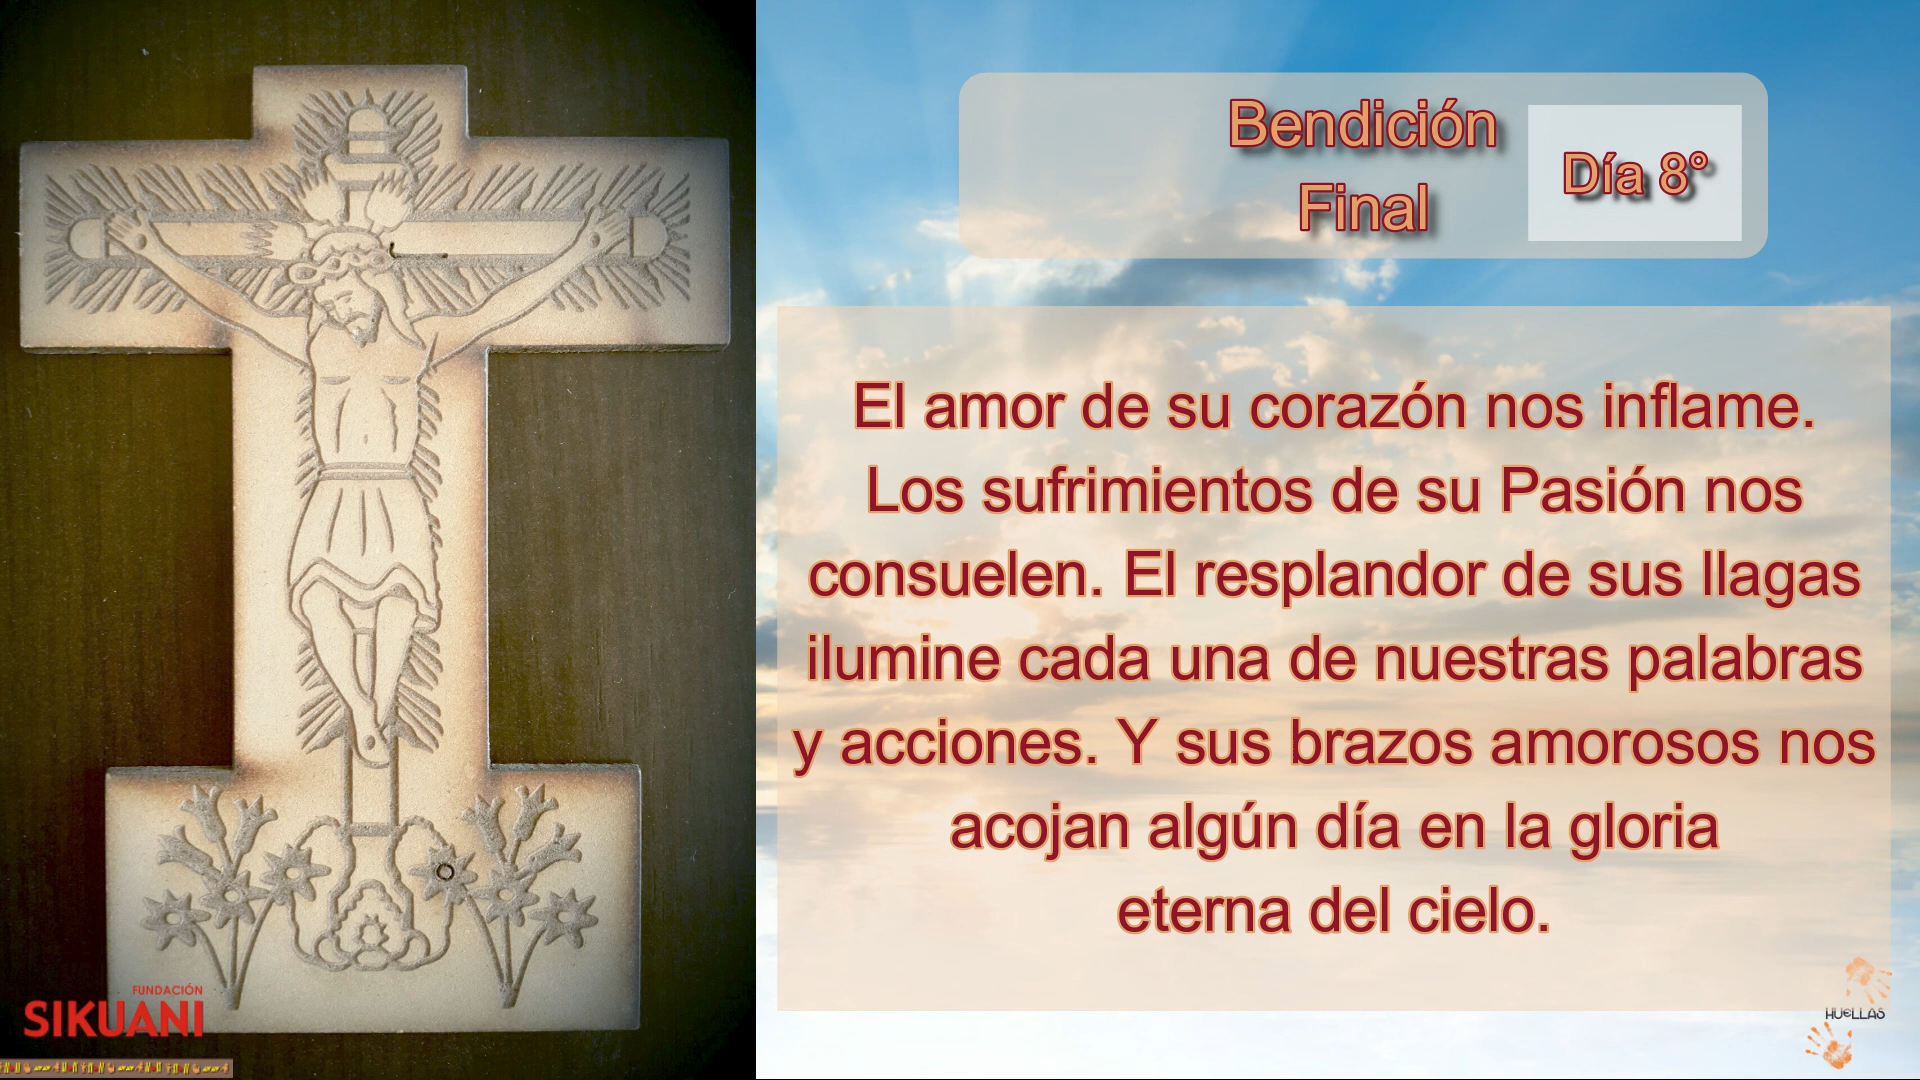 Bendición
Final
Día 8°
El amor de su corazón nos inflame.
Los sufrimientos de su Pasión nos
consuelen. El resplandor de sus llagas
ilumine cada una de nuestras palabras
y acciones. Y sus brazos amorosos nos
acojan algún día en la gloria
eterna del cielo.
FUNDACIÓN
SIKUANI
HUELLAS